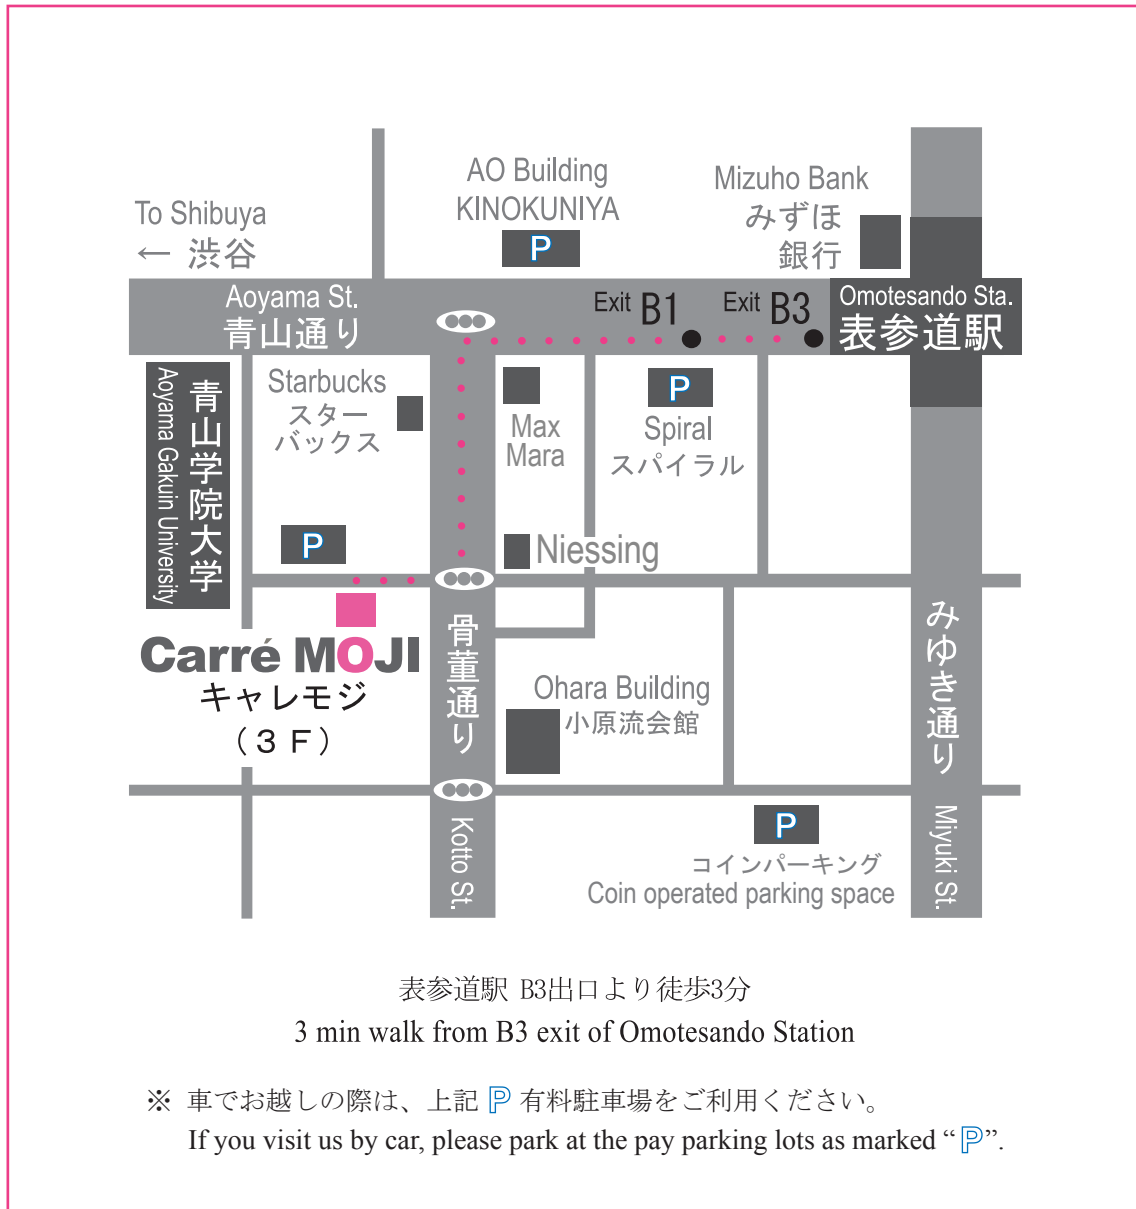 AO Building
KINOKUNIYA
P
Mizuho Bank
みずほ
銀行
To Shibuya
← 渋谷
Aoyama St.
青山通り
Exit B1
Exit B3
Omotesando Sta.
表参道駅
青山学院大学
Aoyama Gakuin University
Starbucks
スター
バックス
Max
Mara
P
Spiral
スパイラル
P
Niessing
Carré MOJI
キャレモジ
(3F)
骨董通り
Kotto St.
Ohara Building
小原流会館
みゆき通り
Miyuki St.
P
コインパーキング
Coin operated parking space
表参道駅 B3出口より徒歩3分
3 min walk from B3 exit of Omotesando Station
※ 車でお越しの際は、上記 P 有料駐車場をご利用ください。
If you visit us by car, please park at the pay parking lots as marked “P”.